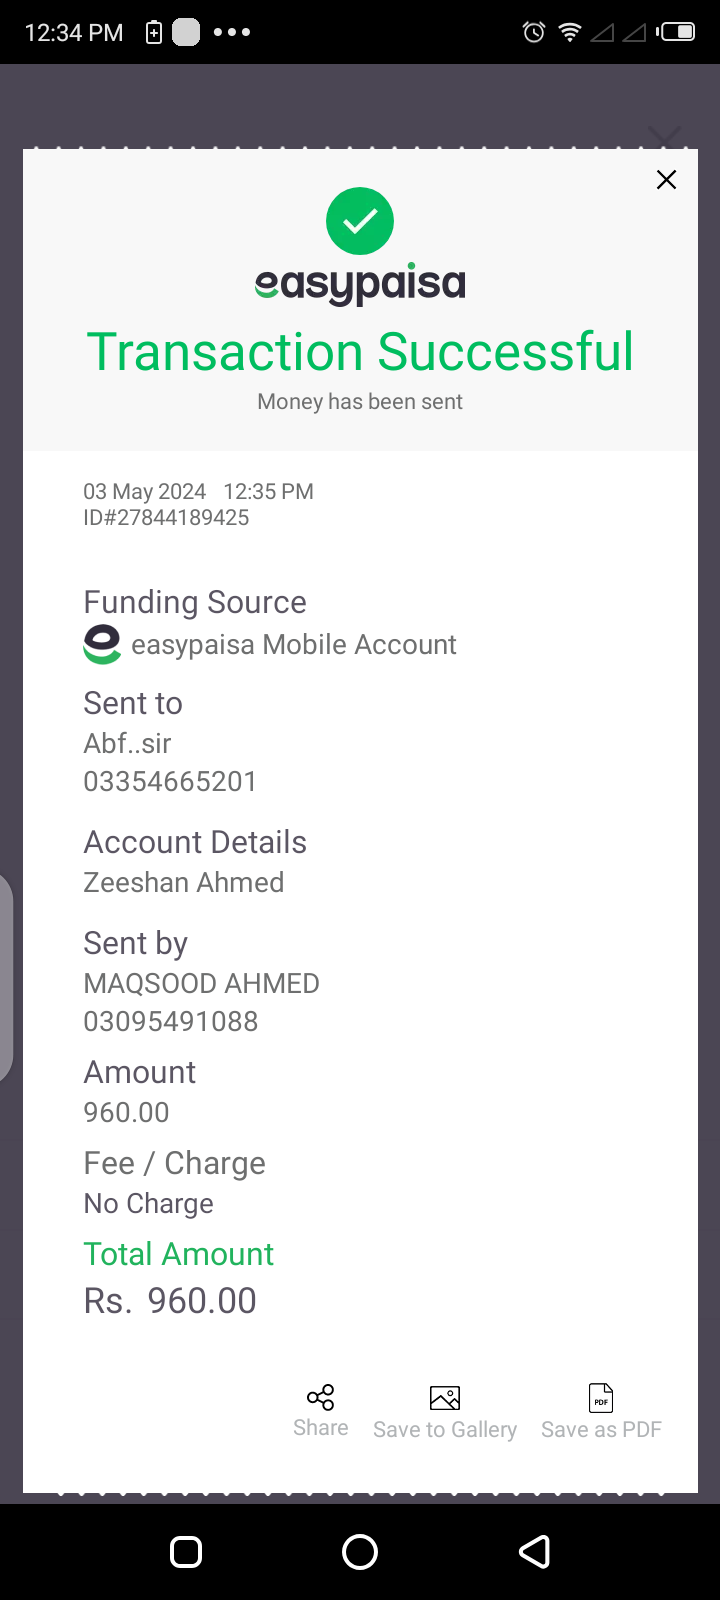 12:34 PM
easypaisa
Transaction Successful
Money has been sent
03 May 2024 12:35 PM
ID#27844189425
Funding Source
easypaisa Mobile Account
Sent to
Abf..sir
03354665201
Account Details
Zeeshan Ahmed
Sent by
MAQSOOD AHMED
03095491088
Amount
960.00
Fee / Charge
No Charge
Total Amount
Rs. 960.00
PDF
Share Save to Gallery Save as PDF